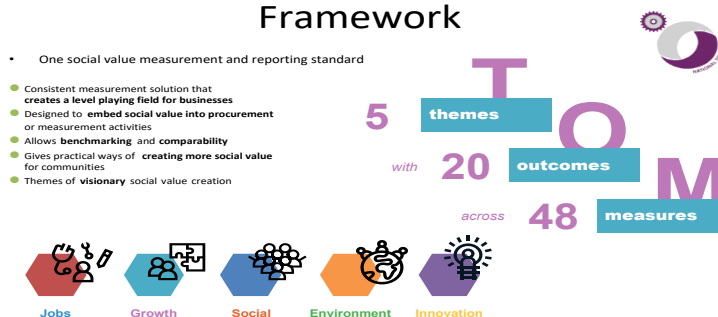 Framework
• One social value measurement and reporting standard
Consistent measurement solution that
creates a level playing field for businesses
Designed to embed social value into procurement
or measurement activities
Allows benchmarking and comparability
Gives practical ways of creating more social value
for communities
Themes of visionary social value creation
T
O
M
5 themes
with 20 outcomes
across 48 measures
NATIONAL
Jobs
Growth
Social
Environment
Innovation